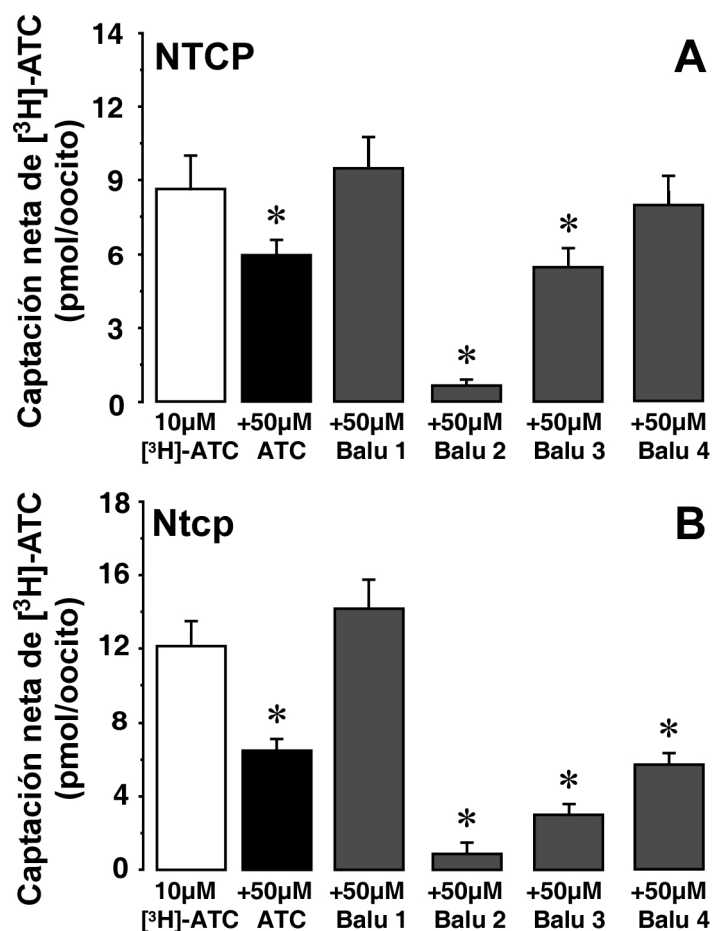 NTCP
A
Captación neta de [³H]-ATC
(pmol/oocito)
14
12
9
6
3
0
*
*
*
10µM +50µM +50µM +50µM +50µM +50µM
[³H]-ATC ATC Balu 1 Balu 2 Balu 3 Balu 4
Ntcp
B
Captación neta de [³H]-ATC
(pmol/oocito)
18
16
12
8
4
0
*
*
*
*
10µM +50µM +50µM +50µM +50µM +50µM
[³H]-ATC ATC Balu 1 Balu 2 Balu 3 Balu 4